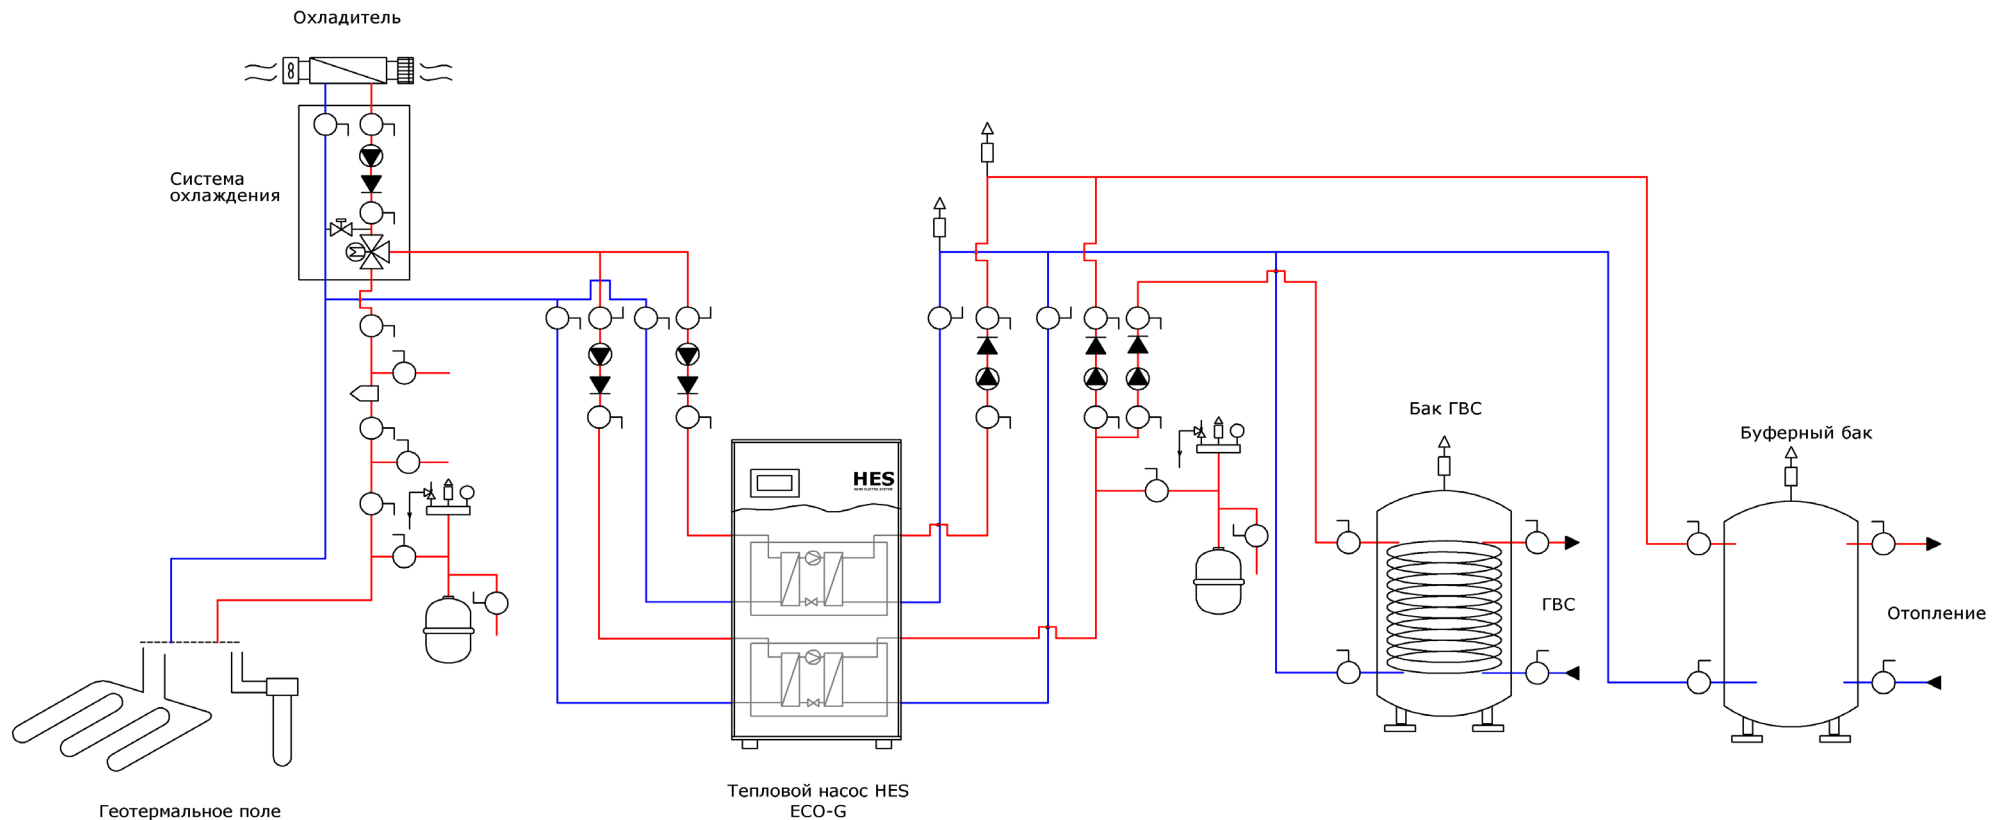 Охладитель
Система
охлаждения
HES
Бак ГВС
Буферный бак
ГВС
Отопление
Тепловой насос HES
ECO-G
Геотермальное поле